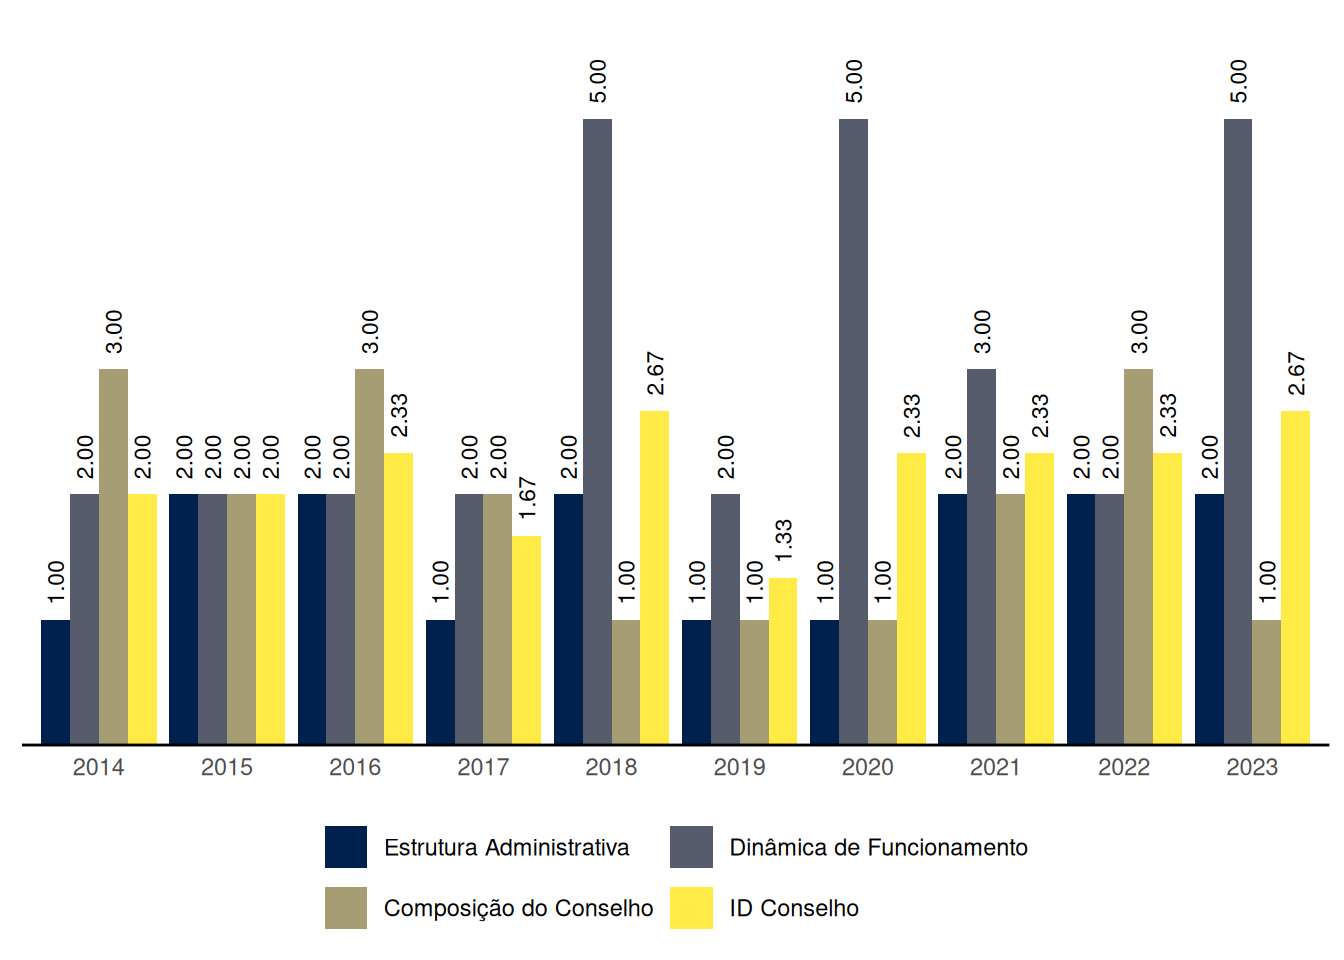 5.00 5.00 5.00
3.00 3.00 3.00 3.00
2.67 2.67
2.33 2.33 2.33 2.33
2.00 2.00 2.00 2.00 2.00 2.00 2.00 2.00 2.00 2.00 2.00 2.00 2.00 2.00 2.00 2.00 2.00 2.00
1.67
1.33
1.00 1.00 1.00 1.00 1.00 1.00 1.00 1.00
2014 2015 2016 2017 2018 2019 2020 2021 2022 2023
Estrutura Administrativa Dinâmica de Funcionamento
Composição do Conselho ID Conselho